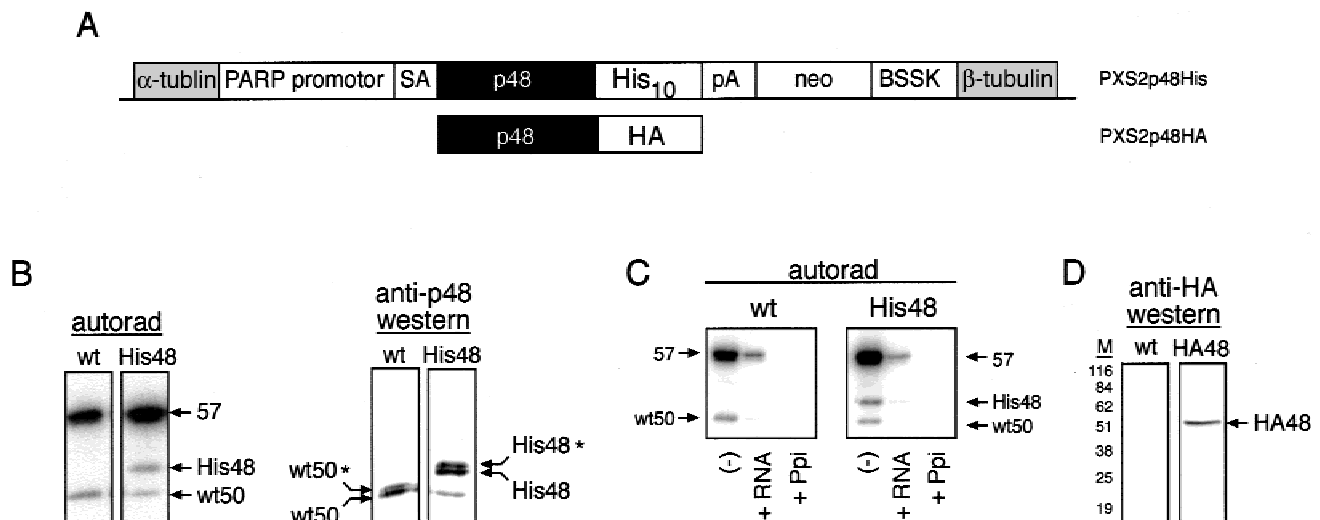 A
α-tublin PARP promotor SA p48 His10 pA neo BSSK β-tubulin PXS2p48His
p48 HA PXS2p48HA
B
autorad
wt His48
57
His48
wt50
anti-p48
western
wt His48
wt50 *
wt50
His48 *
His48
C
autorad
wt His48
57
wt50
57
His48
wt50
(-) + RNA + Ppi
(-) + RNA + Ppi
D
anti-HA
western
M wt HA48
116
84
62
51
38
25
19
HA48